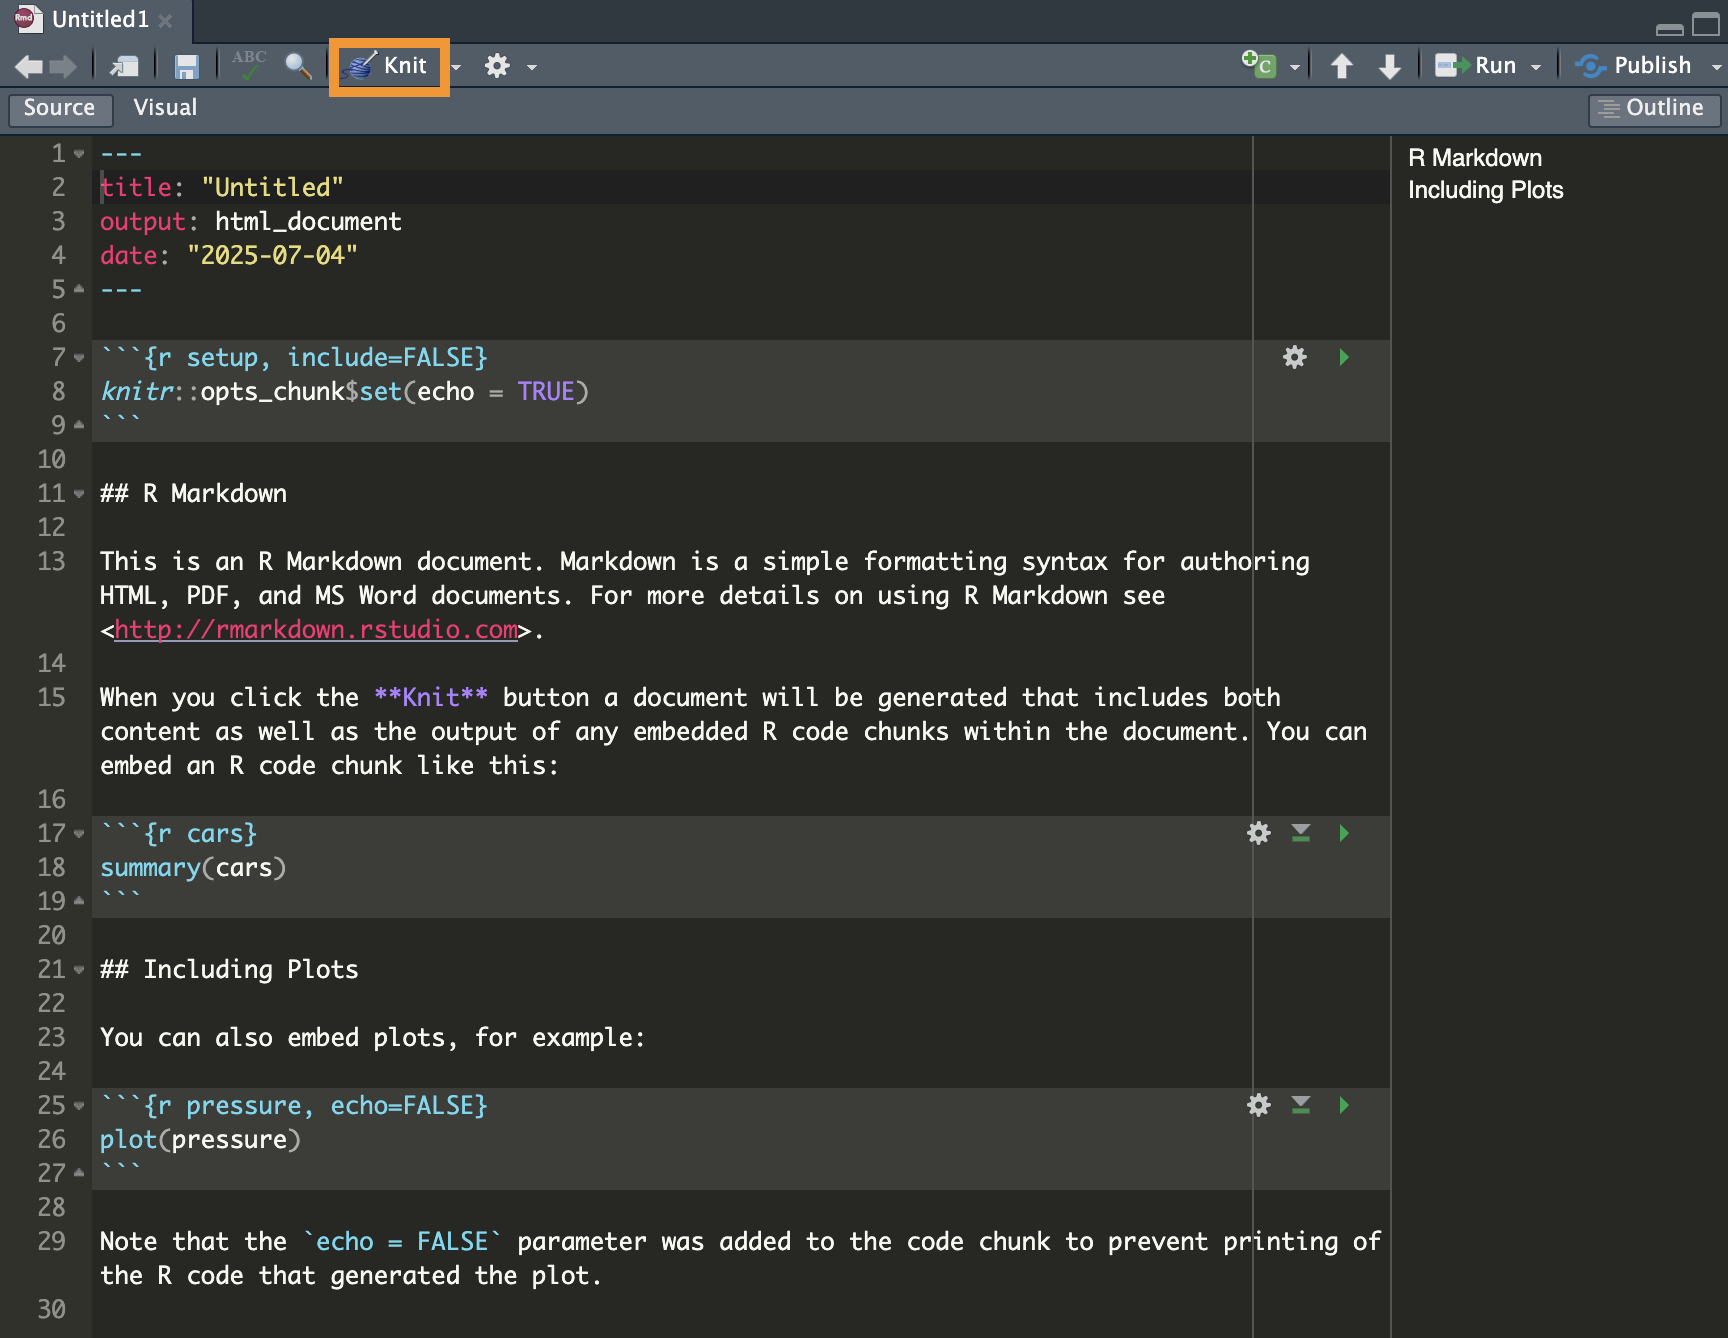 Rmd Untitled1
ABC Knit C Run Publish
Source Visual Outline
1 ---
2 title: "Untitled"
3 output: html_document
4 date: "2025-07-04"
5 ---
6
7 ```{r setup, include=FALSE}
8 knitr::opts_chunk$set(echo = TRUE)
9 ```
10
11 ## R Markdown
12
13 This is an R Markdown document. Markdown is a simple formatting syntax for authoring
HTML, PDF, and MS Word documents. For more details on using R Markdown see
<http://rmarkdown.rstudio.com>.
14
15 When you click the **Knit** button a document will be generated that includes both
content as well as the output of any embedded R code chunks within the document. You can
embed an R code chunk like this:
16
17 ```{r cars}
18 summary(cars)
19 ```
20
21 ## Including Plots
22
23 You can also embed plots, for example:
24
25 ```{r pressure, echo=FALSE}
26 plot(pressure)
27 ```
28
29 Note that the `echo = FALSE` parameter was added to the code chunk to prevent printing of
the R code that generated the plot.
30
R Markdown
Including Plots